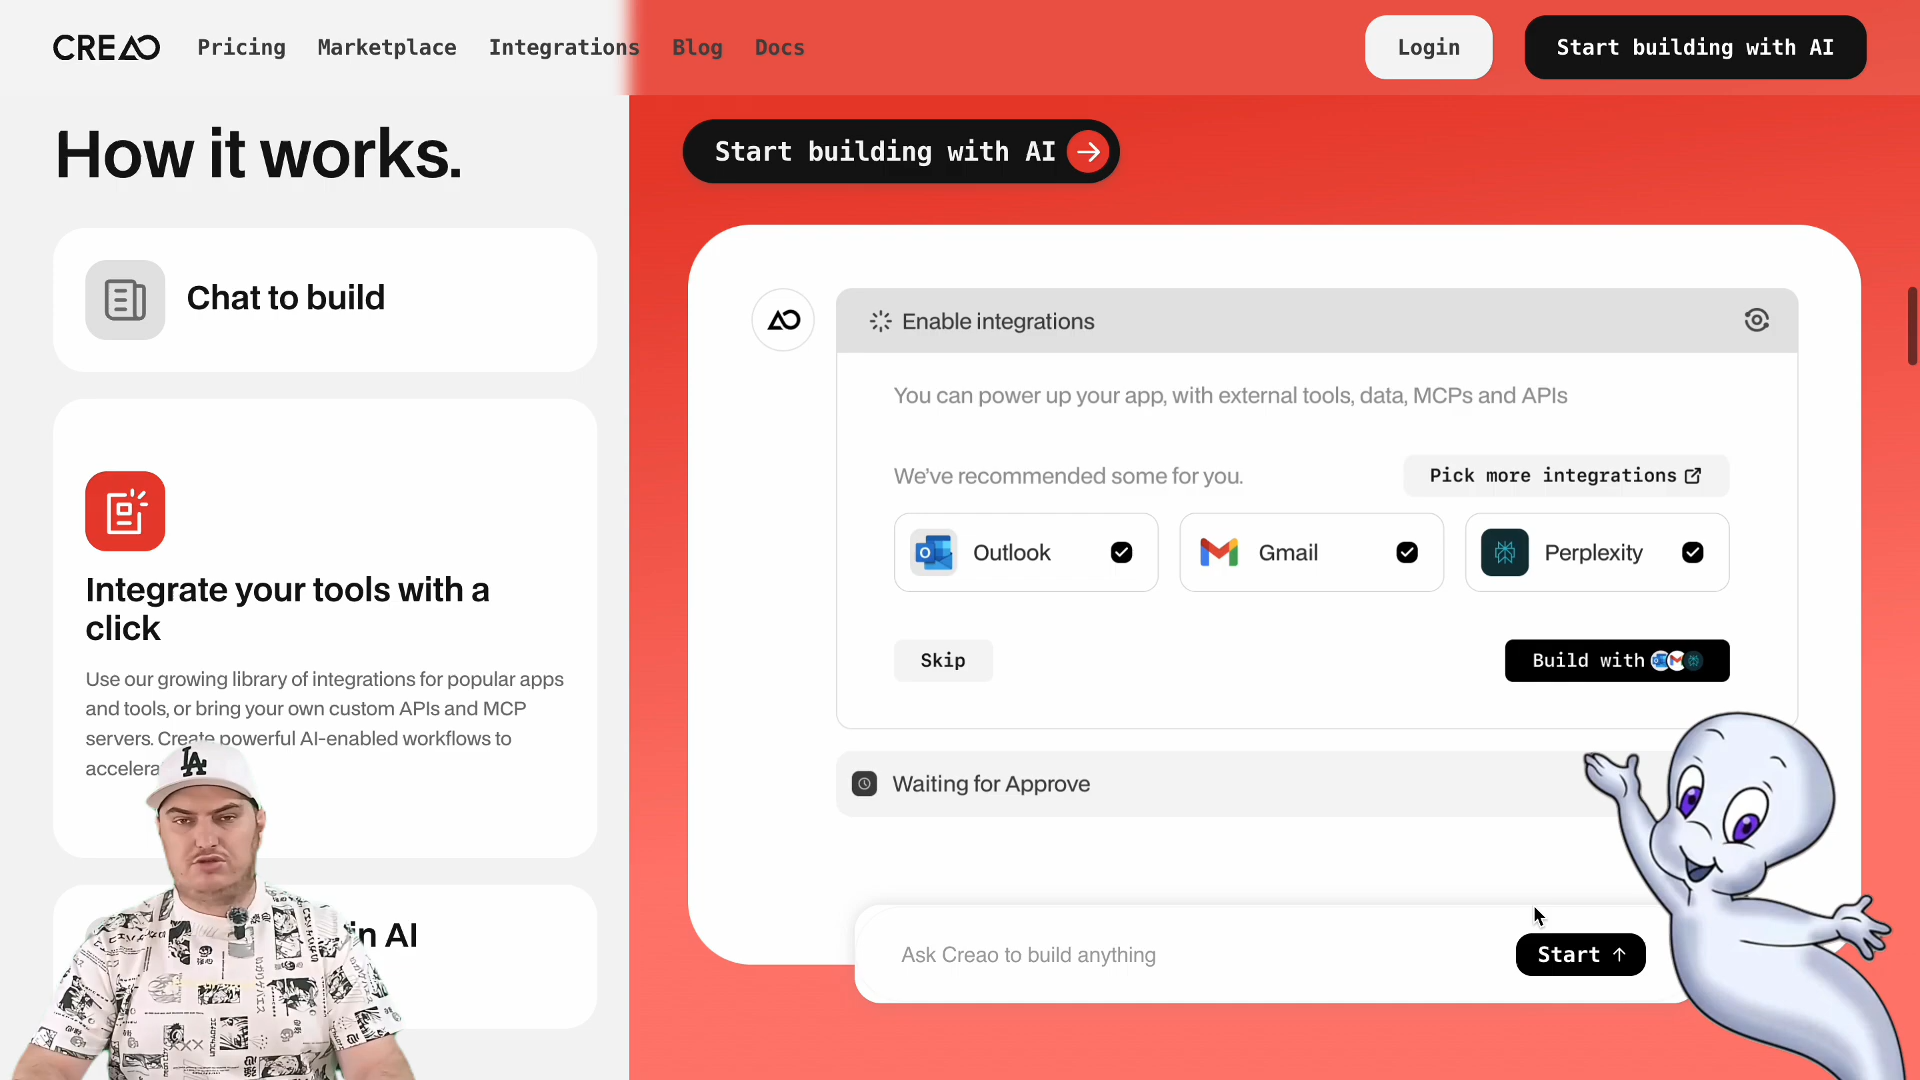 CREAO
Pricing
Marketplace
Integrations
Blog
Docs
Login
Start building with AI
How it works.
Chat to build
Integrate your tools with a
click
Use our growing library of integrations for popular apps
and tools, or bring your own custom APIs and MCP
servers. Create powerful AI-enabled workflows to
accelera
in AI
LA
Start building with AI
Enable integrations
You can power up your app, with external tools, data, MCPs and APIs
We've recommended some for you.
Pick more integrations
Outlook
Gmail
Perplexity
Skip
Build with
Waiting for Approve
Ask Creao to build anything
Start ↑